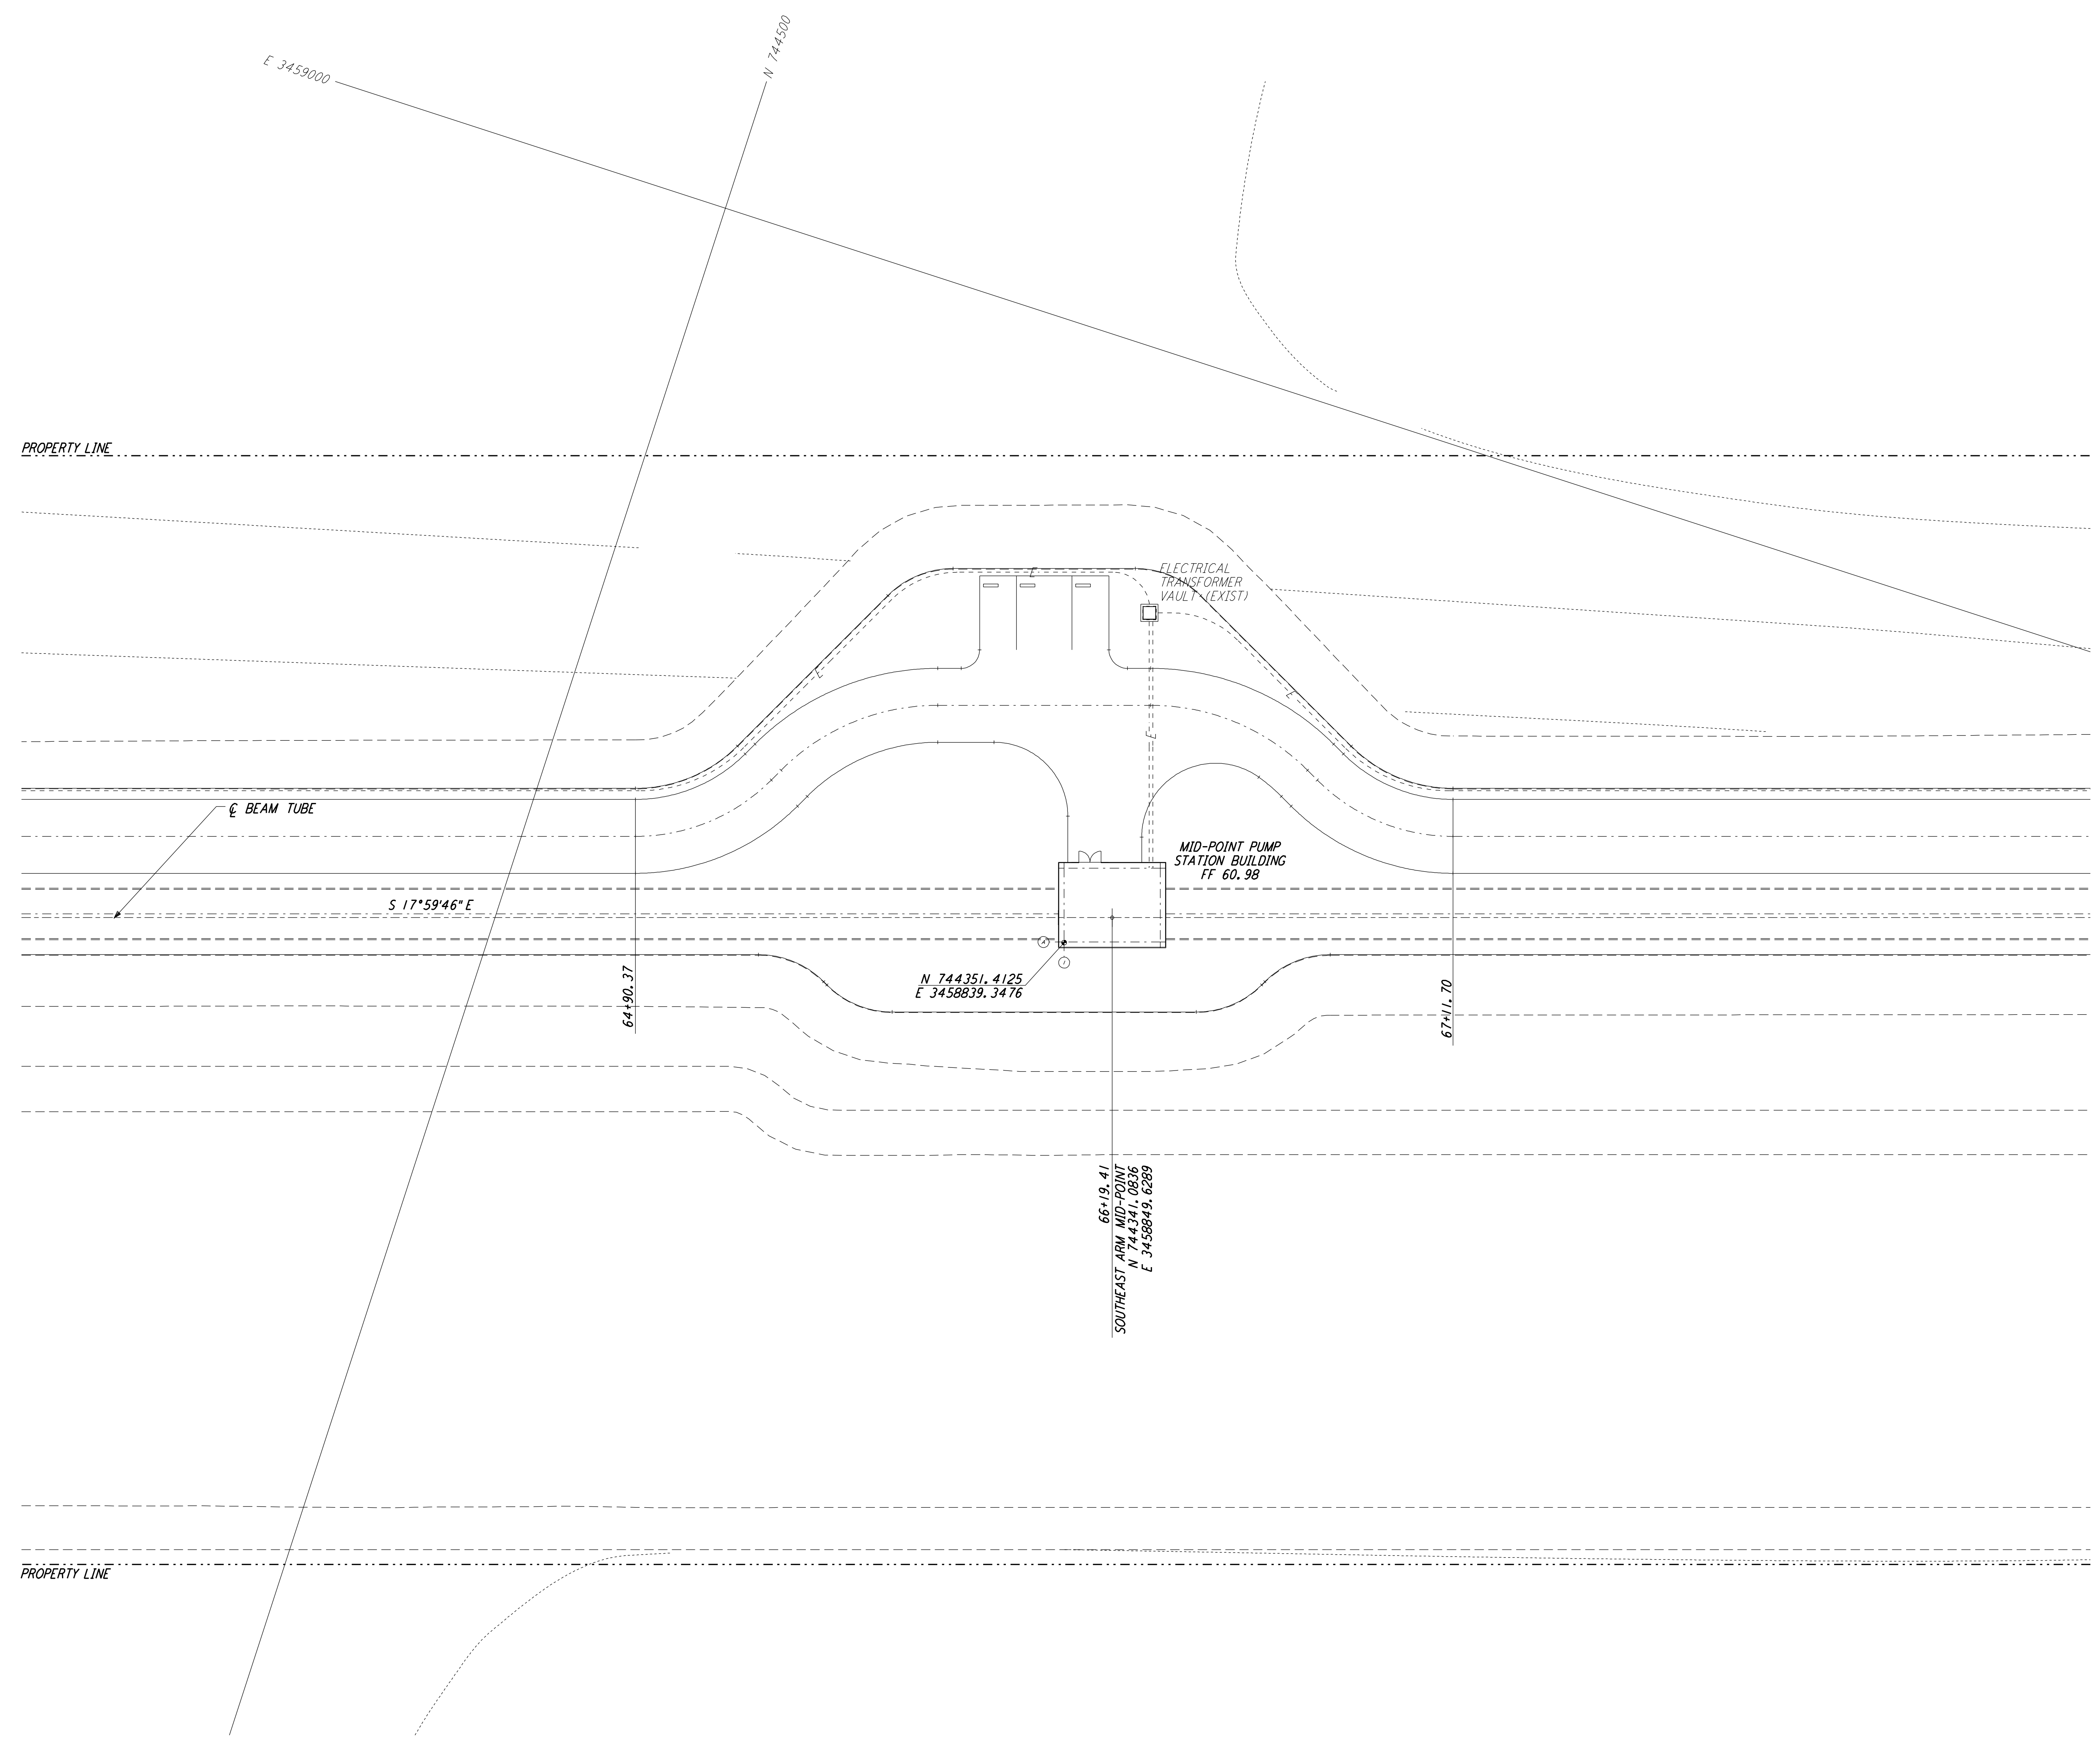 E 3459000
N 744500
PROPERTY LINE
ELECTRICAL
TRANSFORMER
VAULT (EXIST)
E
E
E
E
℄ BEAM TUBE
MID-POINT PUMP
STATION BUILDING
FF 60.98
S 17°59'46" E
A
1
N 744351.4125
E 3458839.3476
64+90.37
67+11.70
66+19.41
SOUTHEAST ARM MID-POINT
N 744341.0836
E 3458849.6289
PROPERTY LINE